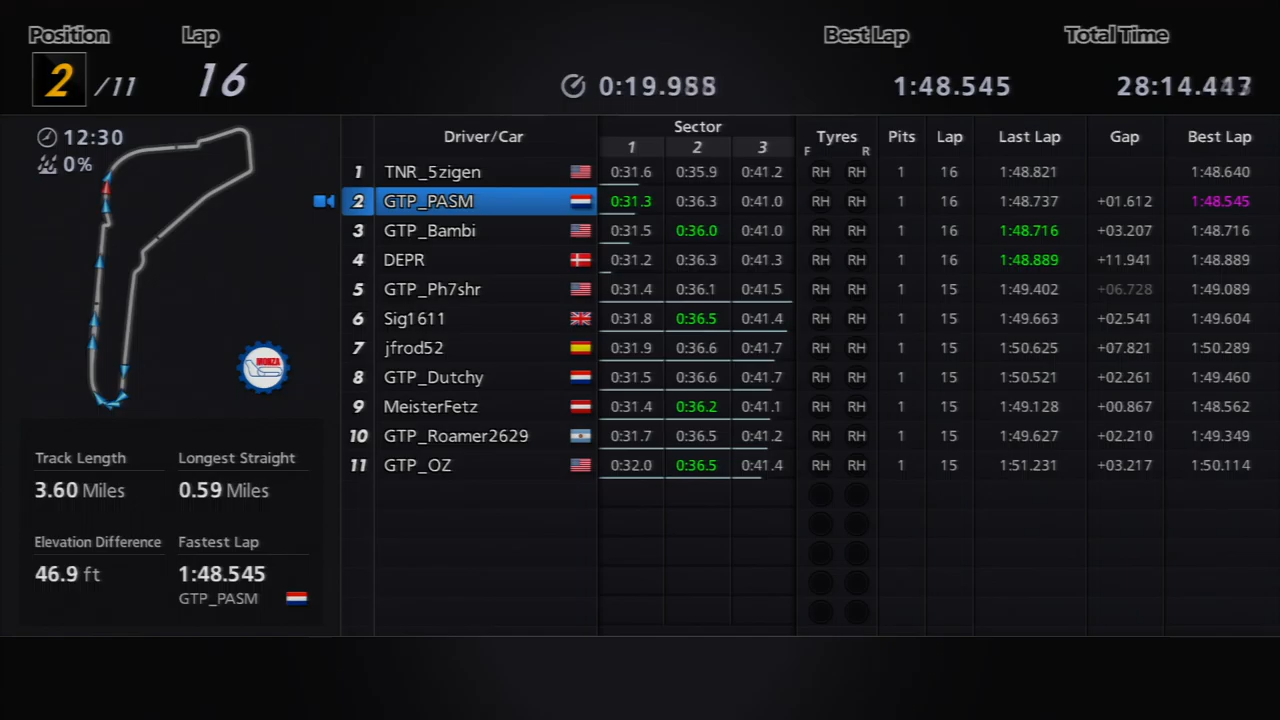 Position Lap Best Lap Total Time
2 /11 16 0:19.988 1:48.545 28:14.447
12:30
0%
MONZA
Driver/Car Sector Tyres Pits Lap Last Lap Gap Best Lap
1 2 3 F R
1 TNR_5zigen 0:31.6 0:35.9 0:41.2 RH RH 1 16 1:48.821 1:48.640
2 GTP_PASM 0:31.3 0:36.3 0:41.0 RH RH 1 16 1:48.737 +01.612 1:48.545
3 GTP_Bambi 0:31.5 0:36.0 0:41.0 RH RH 1 16 1:48.716 +03.207 1:48.716
4 DEPR 0:31.2 0:36.3 0:41.3 RH RH 1 16 1:48.889 +11.941 1:48.889
5 GTP_Ph7shr 0:31.4 0:36.1 0:41.5 RH RH 1 15 1:49.402 +06.728 1:49.089
6 Sig1611 0:31.8 0:36.5 0:41.4 RH RH 1 15 1:49.663 +02.541 1:49.604
7 jfrod52 0:31.9 0:36.6 0:41.7 RH RH 1 15 1:50.625 +07.821 1:50.289
8 GTP_Dutchy 0:31.5 0:36.6 0:41.7 RH RH 1 15 1:50.521 +02.261 1:49.460
9 MeisterFetz 0:31.4 0:36.2 0:41.1 RH RH 1 15 1:49.128 +00.867 1:48.562
10 GTP_Roamer2629 0:31.7 0:36.5 0:41.2 RH RH 1 15 1:49.627 +02.210 1:49.349
11 GTP_OZ 0:32.0 0:36.5 0:41.4 RH RH 1 15 1:51.231 +03.217 1:50.114
Track Length Longest Straight
3.60 Miles 0.59 Miles
Elevation Difference Fastest Lap
46.9 ft 1:48.545
GTP_PASM